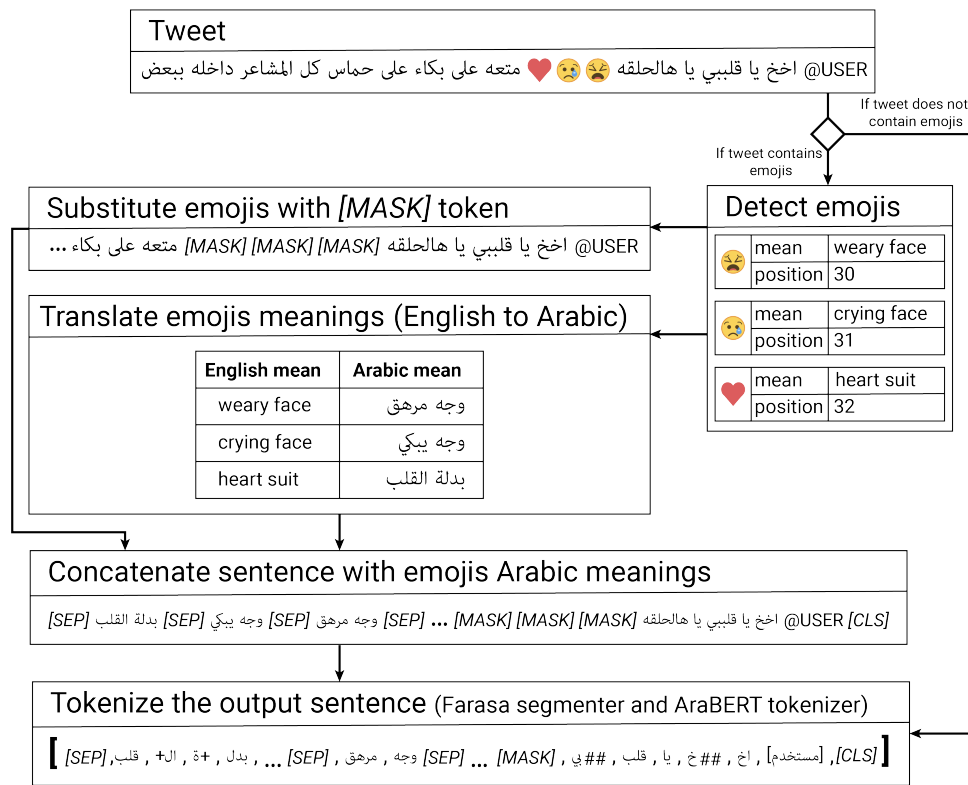 Tweet
@USER اخخ يا قلببي يا هالحلقه 😫😢♥ متعه على بكاء على حماس كل المشاعر داخله ببعض
If tweet does not
contain emojis
If tweet contains
emojis
Detect emojis
mean weary face
position 30
mean crying face
position 31
mean heart suit
position 32
Substitute emojis with [MASK] token
@USER اخخ يا قلببي يا هالحلقه [MASK] [MASK] [MASK] متعه على بكاء ...
Translate emojis meanings (English to Arabic)
English mean Arabic mean
weary face وجه مرهق
crying face وجه يبكي
heart suit بدلة القلب
Concatenate sentence with emojis Arabic meanings
[CLS] @USER اخخ يا قلببي يا هالحلقه [MASK] [MASK] [MASK] ... [SEP] وجه مرهق [SEP] وجه يبكي [SEP] بدلة القلب [SEP]
Tokenize the output sentence (Farasa segmenter and AraBERT tokenizer)
[ [CLS], [مستخدم] , اخ , ##خ , يا , قلب , ##بي , [MASK] ... [SEP] وجه , مرهق , [SEP] ... , بدل , +ة , ال+ , قلب, [SEP] ]